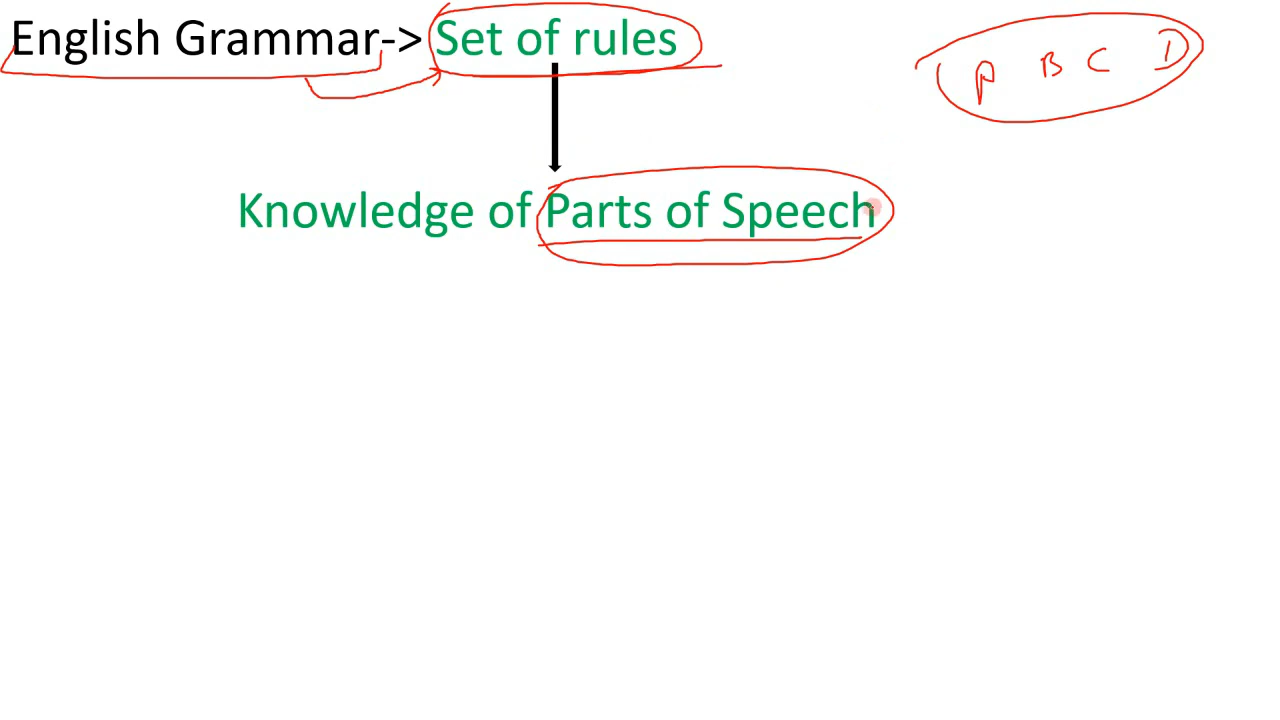 English Grammar-> Set of rules
A B C D
Knowledge of Parts of Speech